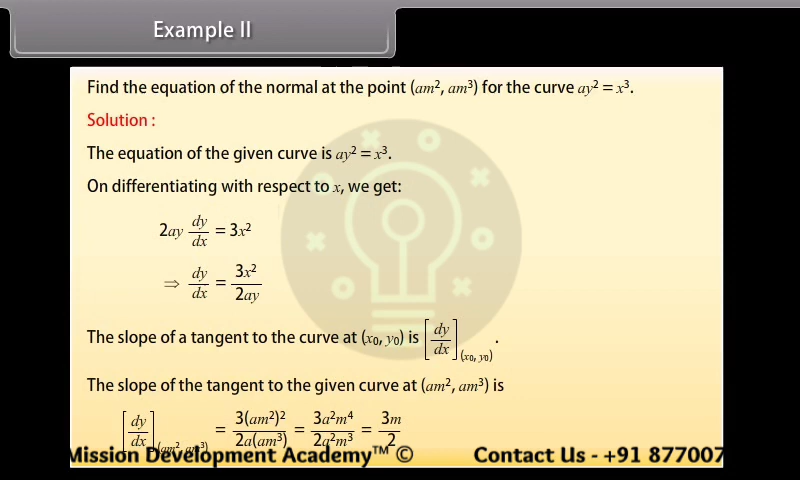 Example II
Find the equation of the normal at the point (am², am³) for the curve ay² = x³.
Solution :
The equation of the given curve is ay² = x³.
On differentiating with respect to x, we get:
2ay dy/dx = 3x²
⇒ dy/dx = 3x²/2ay
The slope of a tangent to the curve at (x₀, y₀) is [dy/dx](x₀, y₀).
The slope of the tangent to the given curve at (am², am³) is
[dy/dx](am², am³) = 3(am²)²/2a(am³) = 3a²m⁴/2a²m³ = 3m/2
Mission Development Academy™ © Contact Us - +91 877007